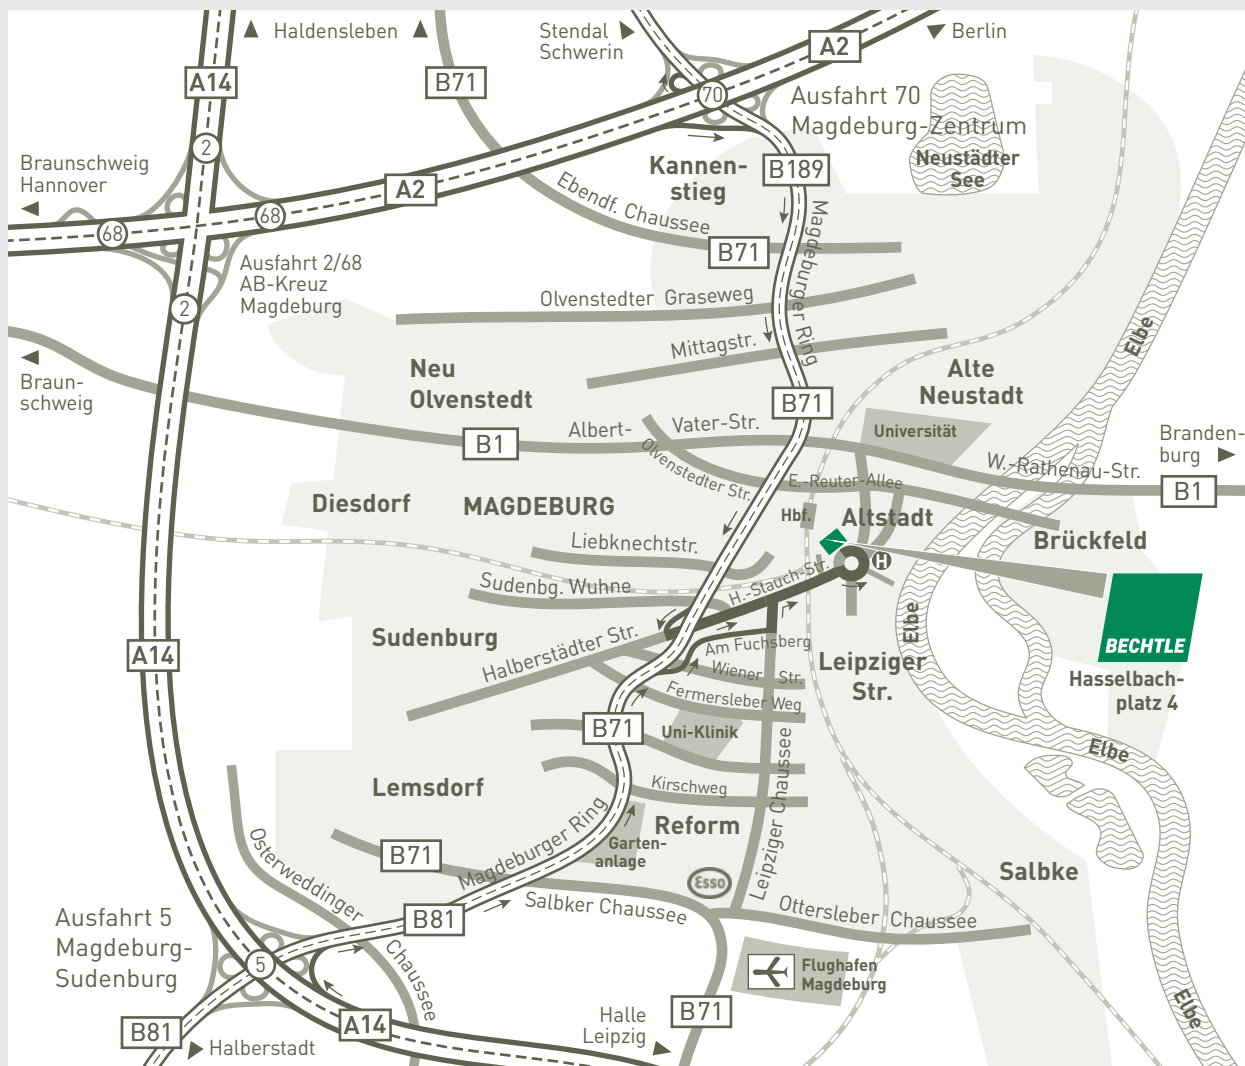 Haldensleben
Stendal
Schwerin
Berlin
A2
A14
B71
70
Ausfahrt 70
Magdeburg-Zentrum
2
Braunschweig
Hannover
Kannen-
stieg
B189
Neustädter
See
A2
68
68
Ebendf. Chaussee
Magdeburger Ring
B71
Ausfahrt 2/68
AB-Kreuz
Magdeburg
2
Olvenstedter Graseweg
Mittagstr.
Elbe
Braun-
schweig
Neu
Olvenstedt
Alte
Neustadt
B71
Universität
B1
Albert-
Vater-Str.
Olvenstedter Str.
W.-Rathenau-Str.
Branden-
burg
B1
E.-Reuter-Allee
Diesdorf
MAGDEBURG
Hbf.
Altstadt
Brückfeld
Liebknechtstr.
H
Sudenbg. Wuhne
H.-Stauch-Str.
Elbe
BECHTLE
Hasselbach-
platz 4
Sudenburg
Halberstädter Str.
Am Fuchsberg
Wiener Str.
Leipziger
Str.
A14
Fermersleber Weg
B71
Uni-Klinik
Elbe
Lemsdorf
Kirschweg
Leipziger Chaussee
Magdeburger Ring
Reform
Garten-
anlage
B71
Osterweddinger
Chaussee
Esso
Salbke
B81
Salbker Chaussee
Ottersleber Chaussee
Ausfahrt 5
Magdeburg-
Sudenburg
5
Flughafen
Magdeburg
B71
Halle
Leipzig
A14
B81
Halberstadt
Elbe